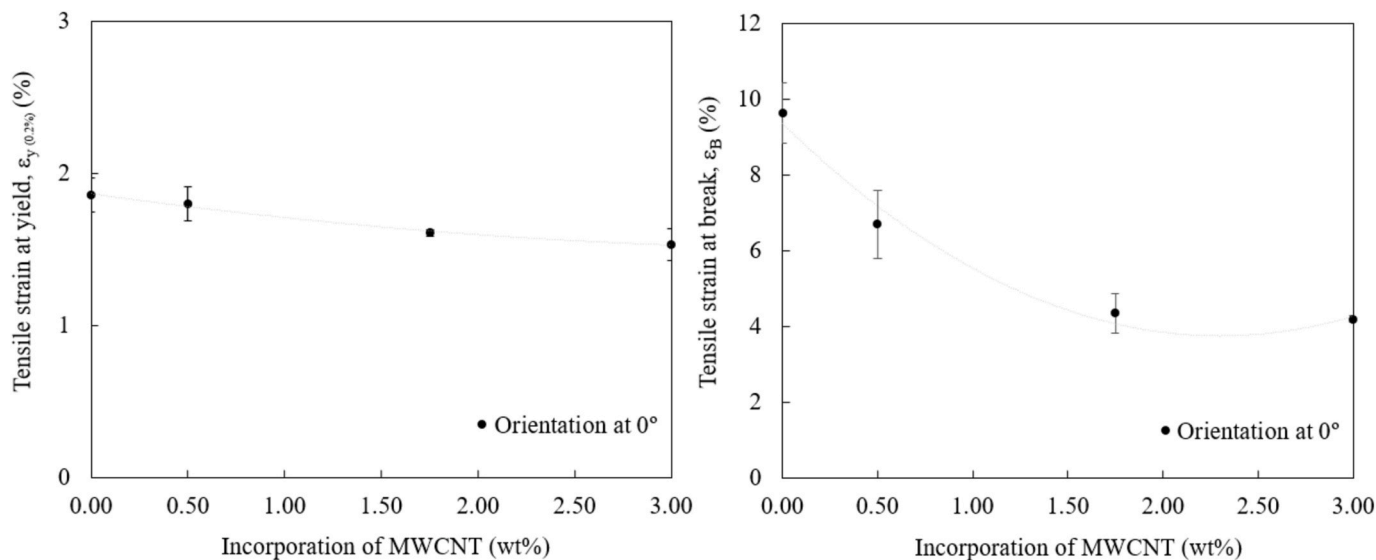 Tensile strain at yield, εy (0.2%) (%)
3
2
1
0
0.00 0.50 1.00 1.50 2.00 2.50 3.00
Incorporation of MWCNT (wt%)
Orientation at 0º
Tensile strain at break, εB (%)
12
10
8
6
4
2
0
0.00 0.50 1.00 1.50 2.00 2.50 3.00
Incorporation of MWCNT (wt%)
Orientation at 0º